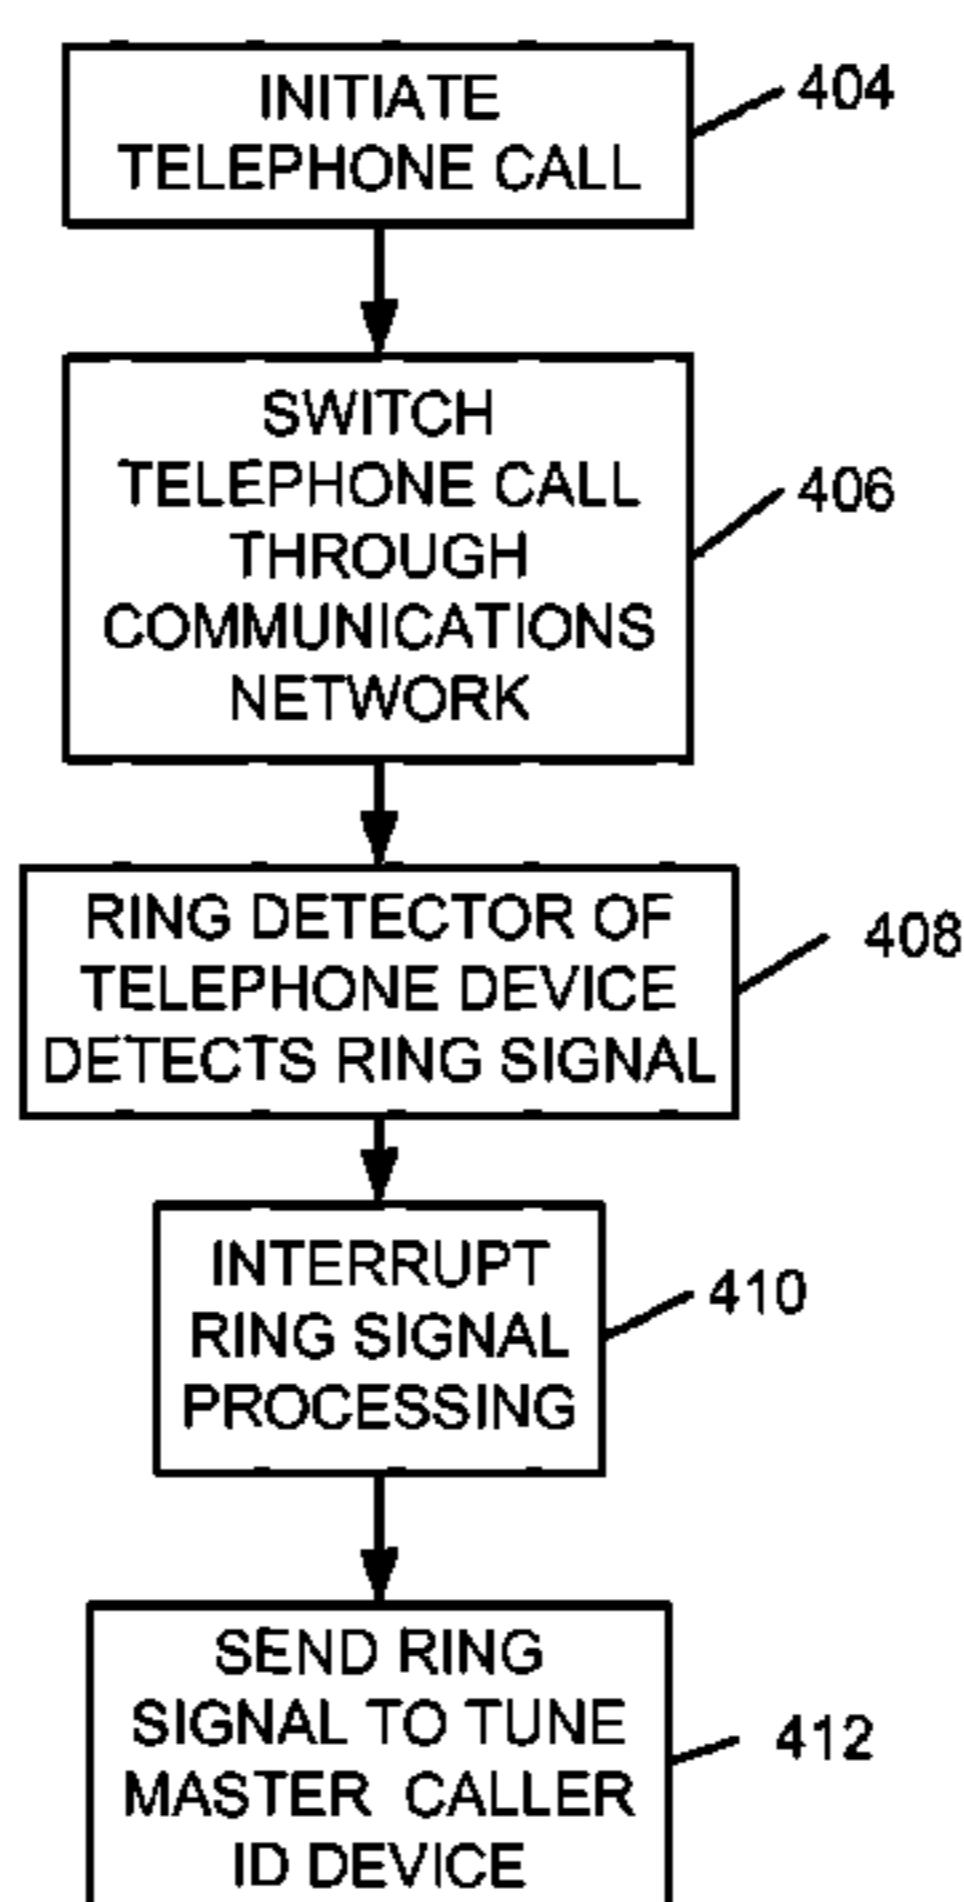 INITIATE
TELEPHONE CALL
404
SWITCH
TELEPHONE CALL
THROUGH
COMMUNICATIONS
NETWORK
406
RING DETECTOR OF
TELEPHONE DEVICE
DETECTS RING SIGNAL
408
INTERRUPT
RING SIGNAL
PROCESSING
410
SEND RING
SIGNAL TO TUNE
MASTER CALLER
ID DEVICE
412